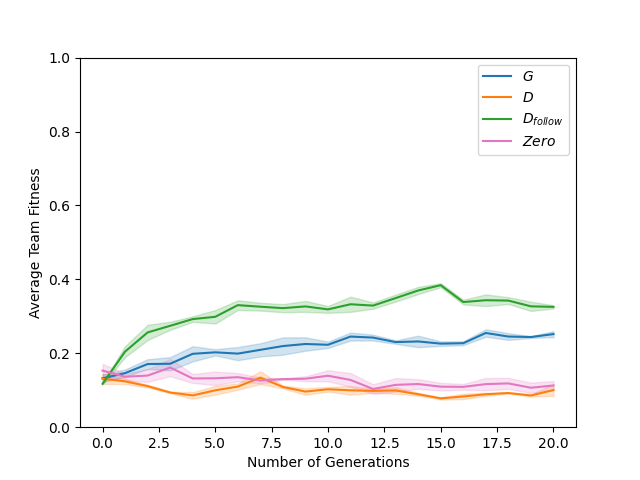 1.0
0.8
0.6
0.4
0.2
0.0
Average Team Fitness
G
D
D_follow
Zero
0.0 2.5 5.0 7.5 10.0 12.5 15.0 17.5 20.0
Number of Generations